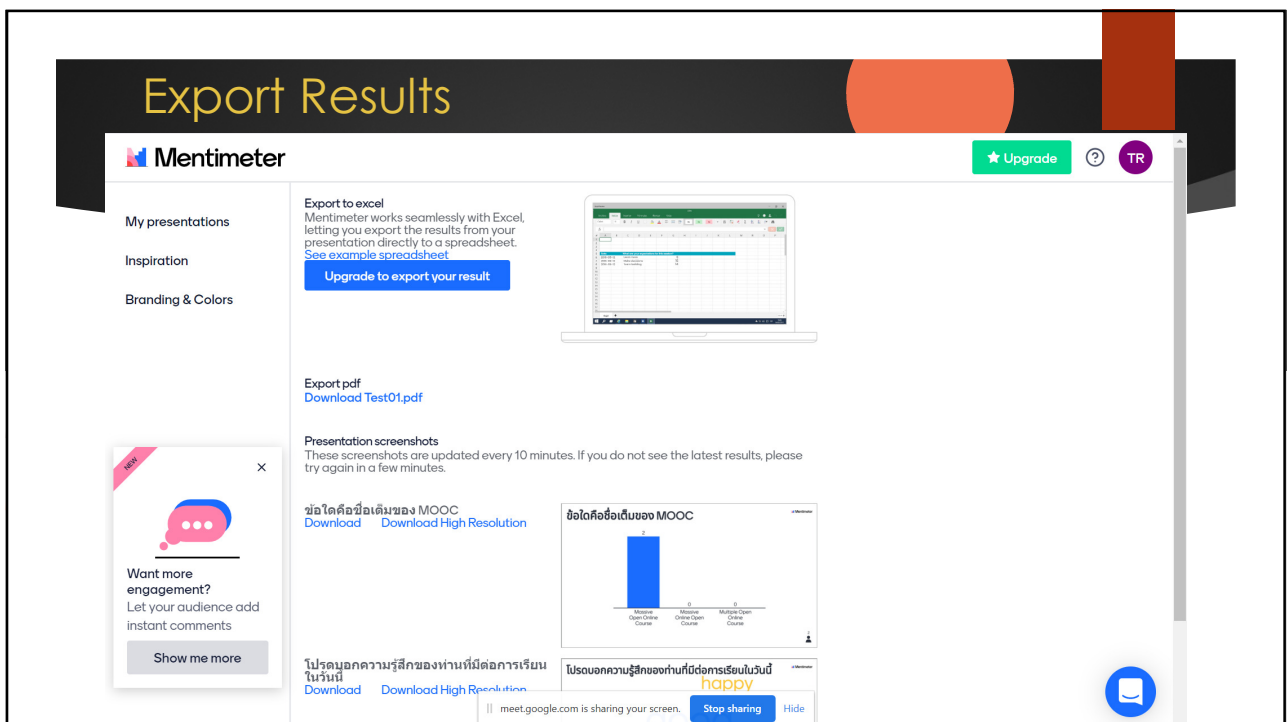 Export Results
Mentimeter
Upgrade
?
TR
My presentations
Inspiration
Branding & Colors
Export to excel
Mentimeter works seamlessly with Excel,
letting you export the results from your
presentation directly to a spreadsheet.
See example spreadsheet
Upgrade to export your result
Export pdf
Download Test01.pdf
Presentation screenshots
These screenshots are updated every 10 minutes. If you do not see the latest results, please
try again in a few minutes.
NEW
Want more
engagement?
Let your audience add
instant comments
Show me more
ข้อใดคือชื่อเต็มของ MOOC
Download Download High Resolution
ข้อใดคือชื่อเต็มของ MOOC
Mentimeter
2
0
0
Massive
Open Online
Course
Massive
Online Open
Course
Multiple Open
Online
Course
2
โปรดบอกความรู้สึกของท่านที่มีต่อการเรียน
ในวันนี้
Download Download High Resolution
โปรดบอกความรู้สึกของท่านที่มีต่อการเรียนในวันนี้
Mentimeter
happy
meet.google.com is sharing your screen.
Stop sharing
Hide